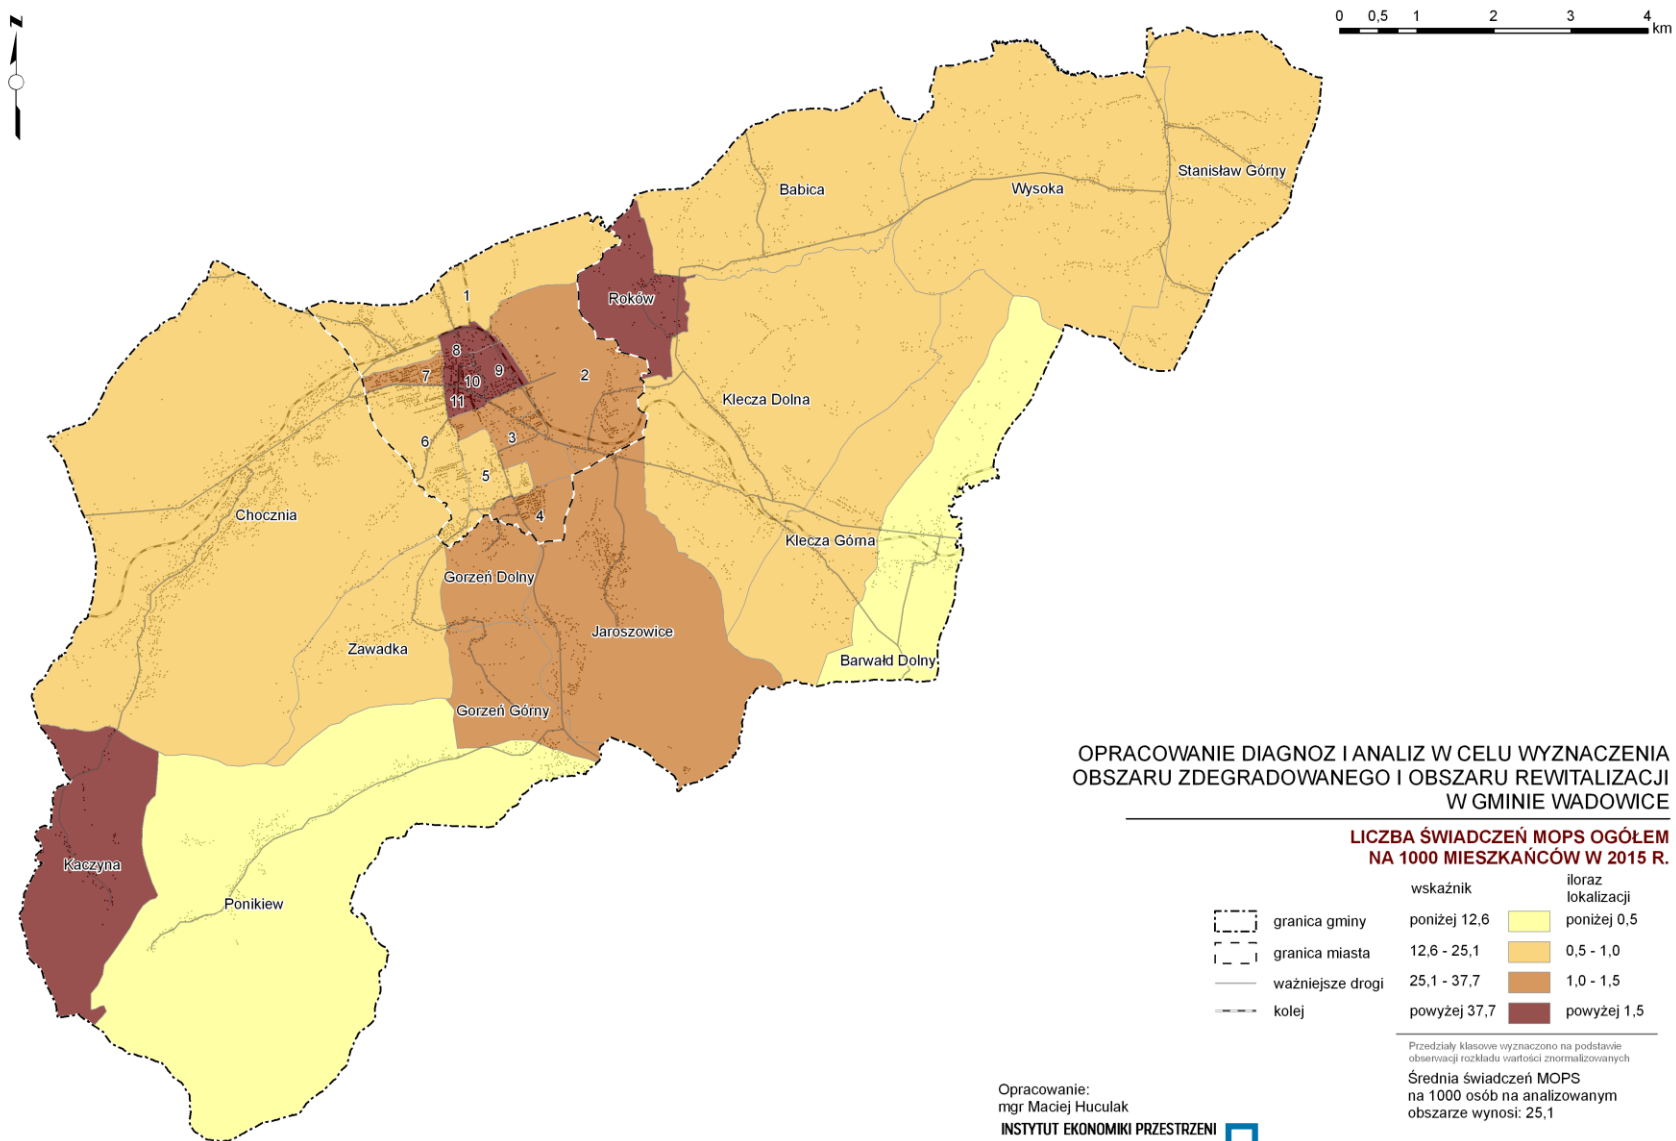 N
0 0,5 1 2 3 4
km
Stanisław Górny
Babica
Wysoka
Roków
1
8
9
7
10
2
11
Klecza Dolna
6
3
5
Chocznia
4
Klecza Górna
Gorzeń Dolny
Jaroszowice
Zawadka
Barwałd Dolny
Gorzeń Górny
Kaczyna
Ponikiew
OPRACOWANIE DIAGNOZ I ANALIZ W CELU WYZNACZENIA
OBSZARU ZDEGRADOWANEGO I OBSZARU REWITALIZACJI
W GMINIE WADOWICE
LICZBA ŚWIADCZEŃ MOPS OGÓŁEM
NA 1000 MIESZKAŃCÓW W 2015 R.
wskaźnik
iloraz
lokalizacji
granica gminy
poniżej 12,6
poniżej 0,5
granica miasta
12,6 - 25,1
0,5 - 1,0
ważniejsze drogi
25,1 - 37,7
1,0 - 1,5
kolej
powyżej 37,7
powyżej 1,5
Przedziały klasowe wyznaczono na podstawie
obserwacji rozkładu wartości znormalizowanych
Średnia świadczeń MOPS
na 1000 osób na analizowanym
obszarze wynosi: 25,1
Opracowanie:
mgr Maciej Huculak
INSTYTUT EKONOMIKI PRZESTRZENI